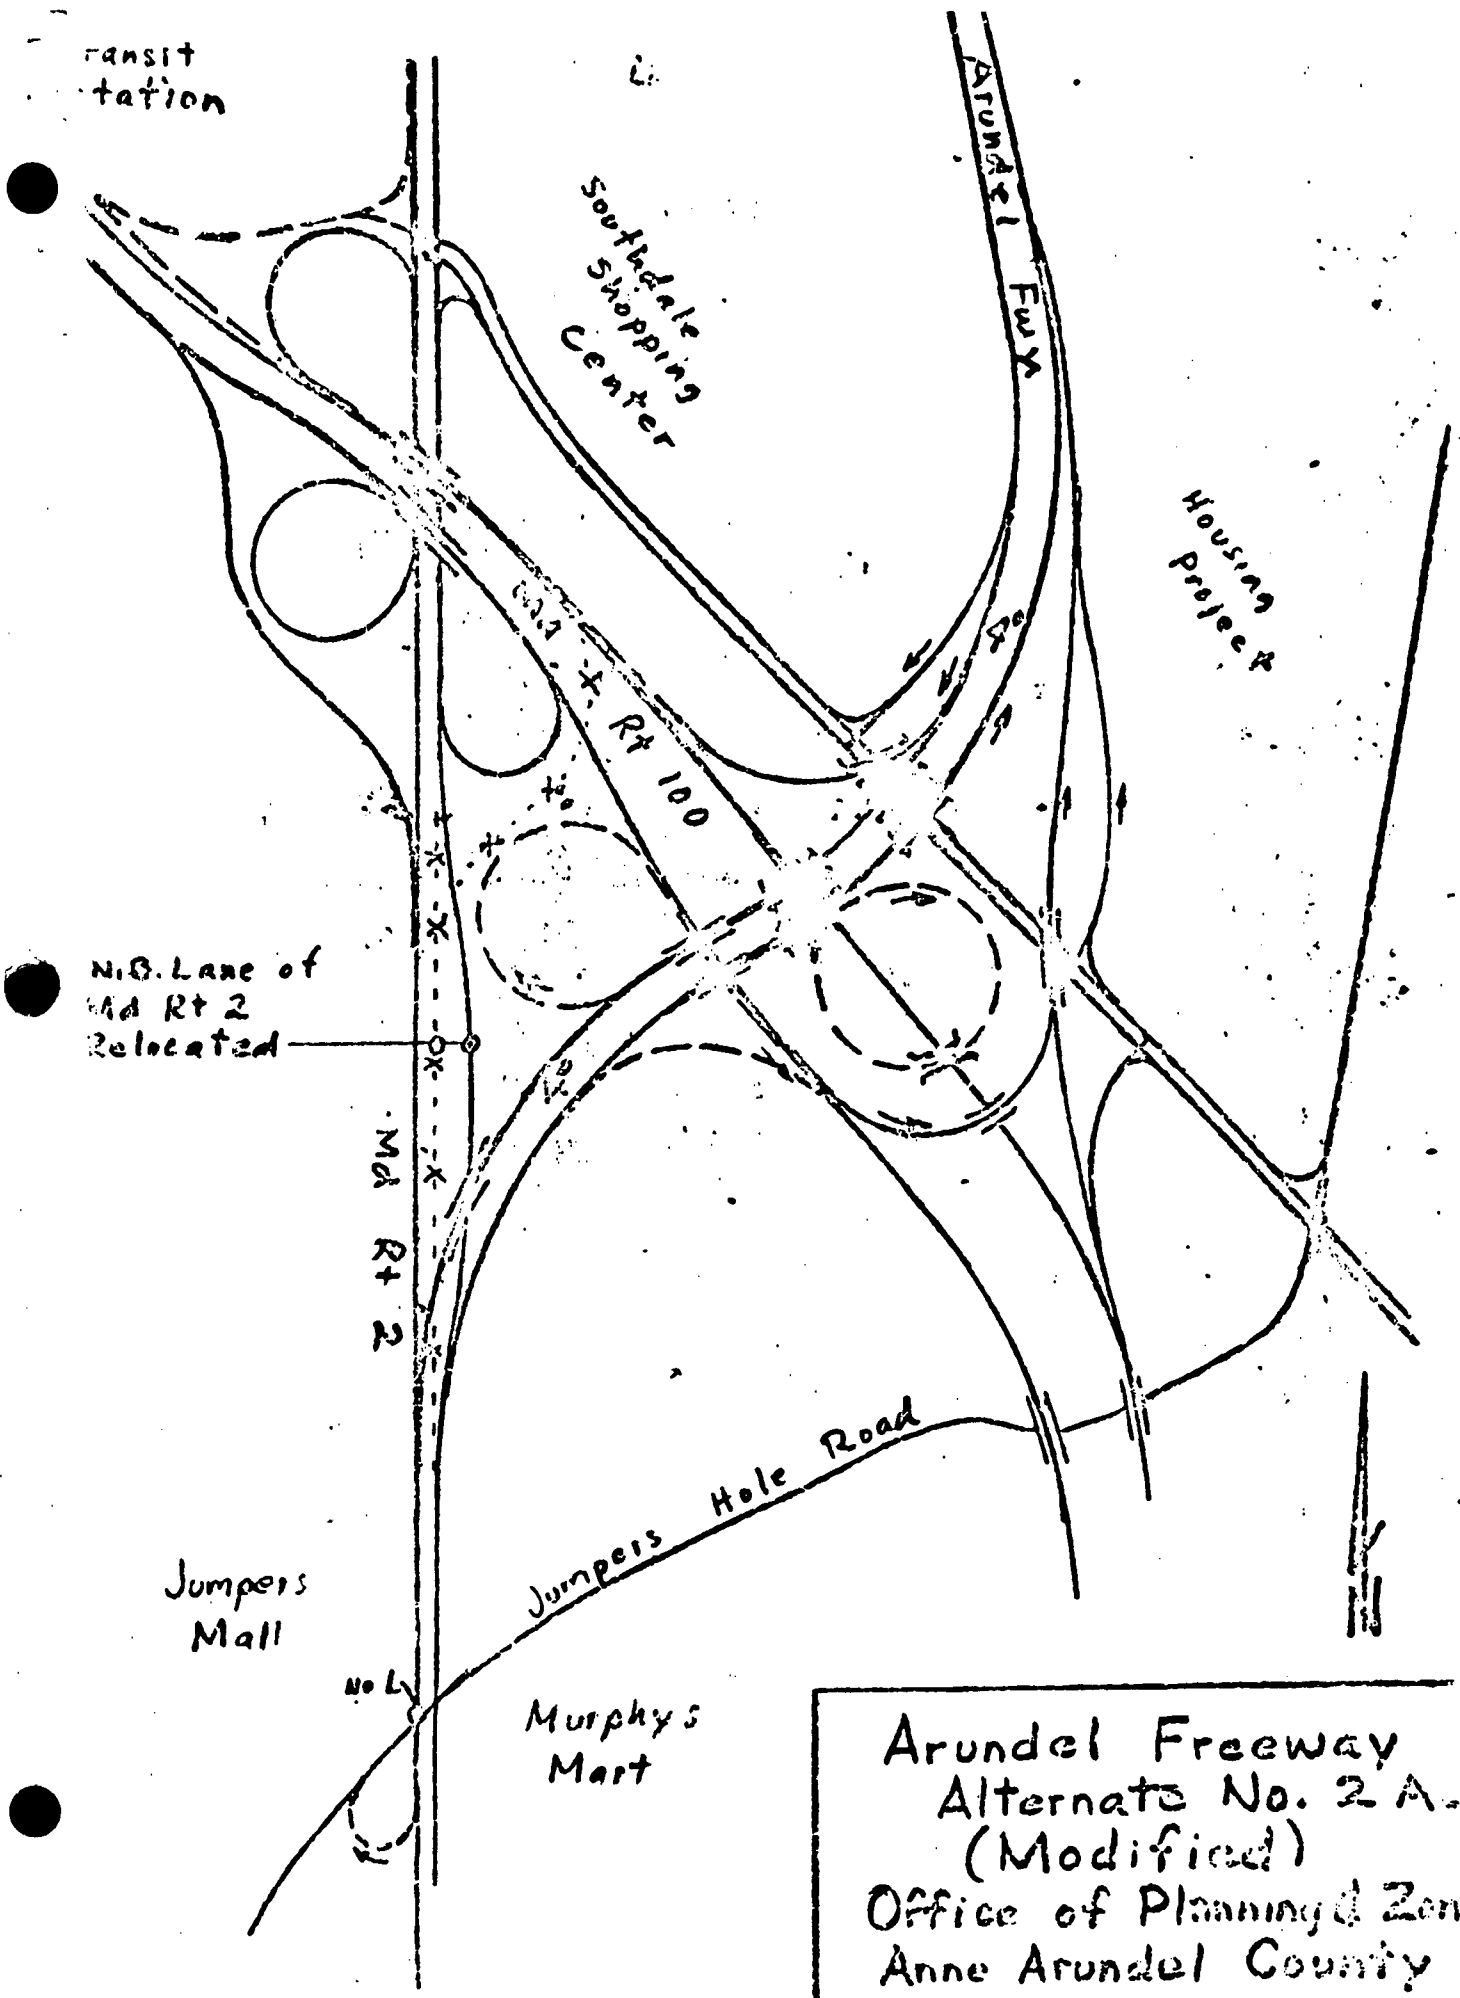 ransit
tation
Arundel Fwy
Southdale
Shopping
Center
Housing
Project
Md. Rt 100
N.B. Lane of
Md Rt 2
Relocated
Md Rt 2
Jumpers Hole Road
Jumpers
Mall
No L
Murphys
Mart
Arundel Freeway
Alternate No. 2 A.
(Modified)
Office of Planning & Zon
Anne Arundel County